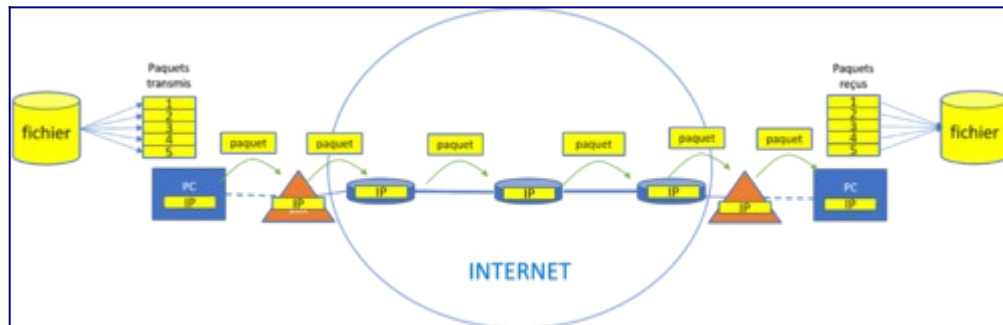 Paquets
transmis
Paquets
reçus
fichier
1
2
3
4
5
1
2
3
4
5
fichier
paquet
paquet
paquet
paquet
paquet
paquet
PC
IP
IP
IP
IP
IP
IP
PC
IP
INTERNET